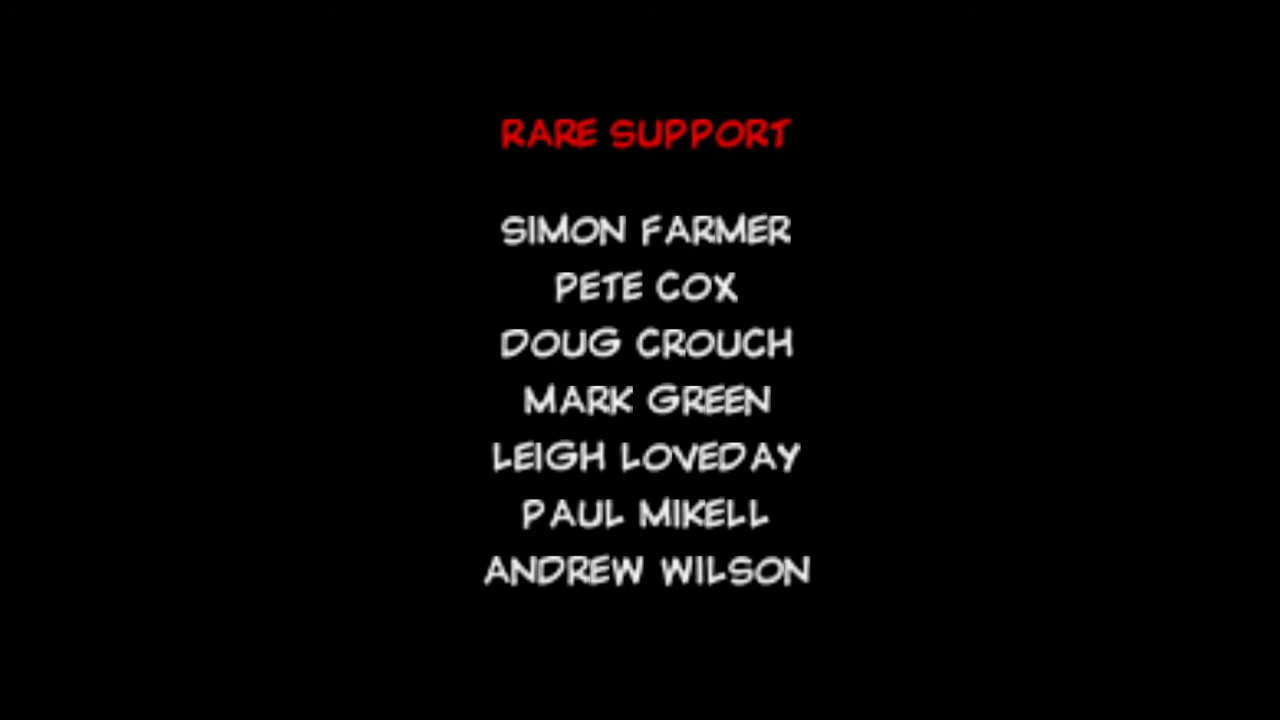 RARE SUPPORT
SIMON FARMER
PETE COX
DOUG CROUCH
MARK GREEN
LEIGH LOVEDAY
PAUL MIKELL
ANDREW WILSON